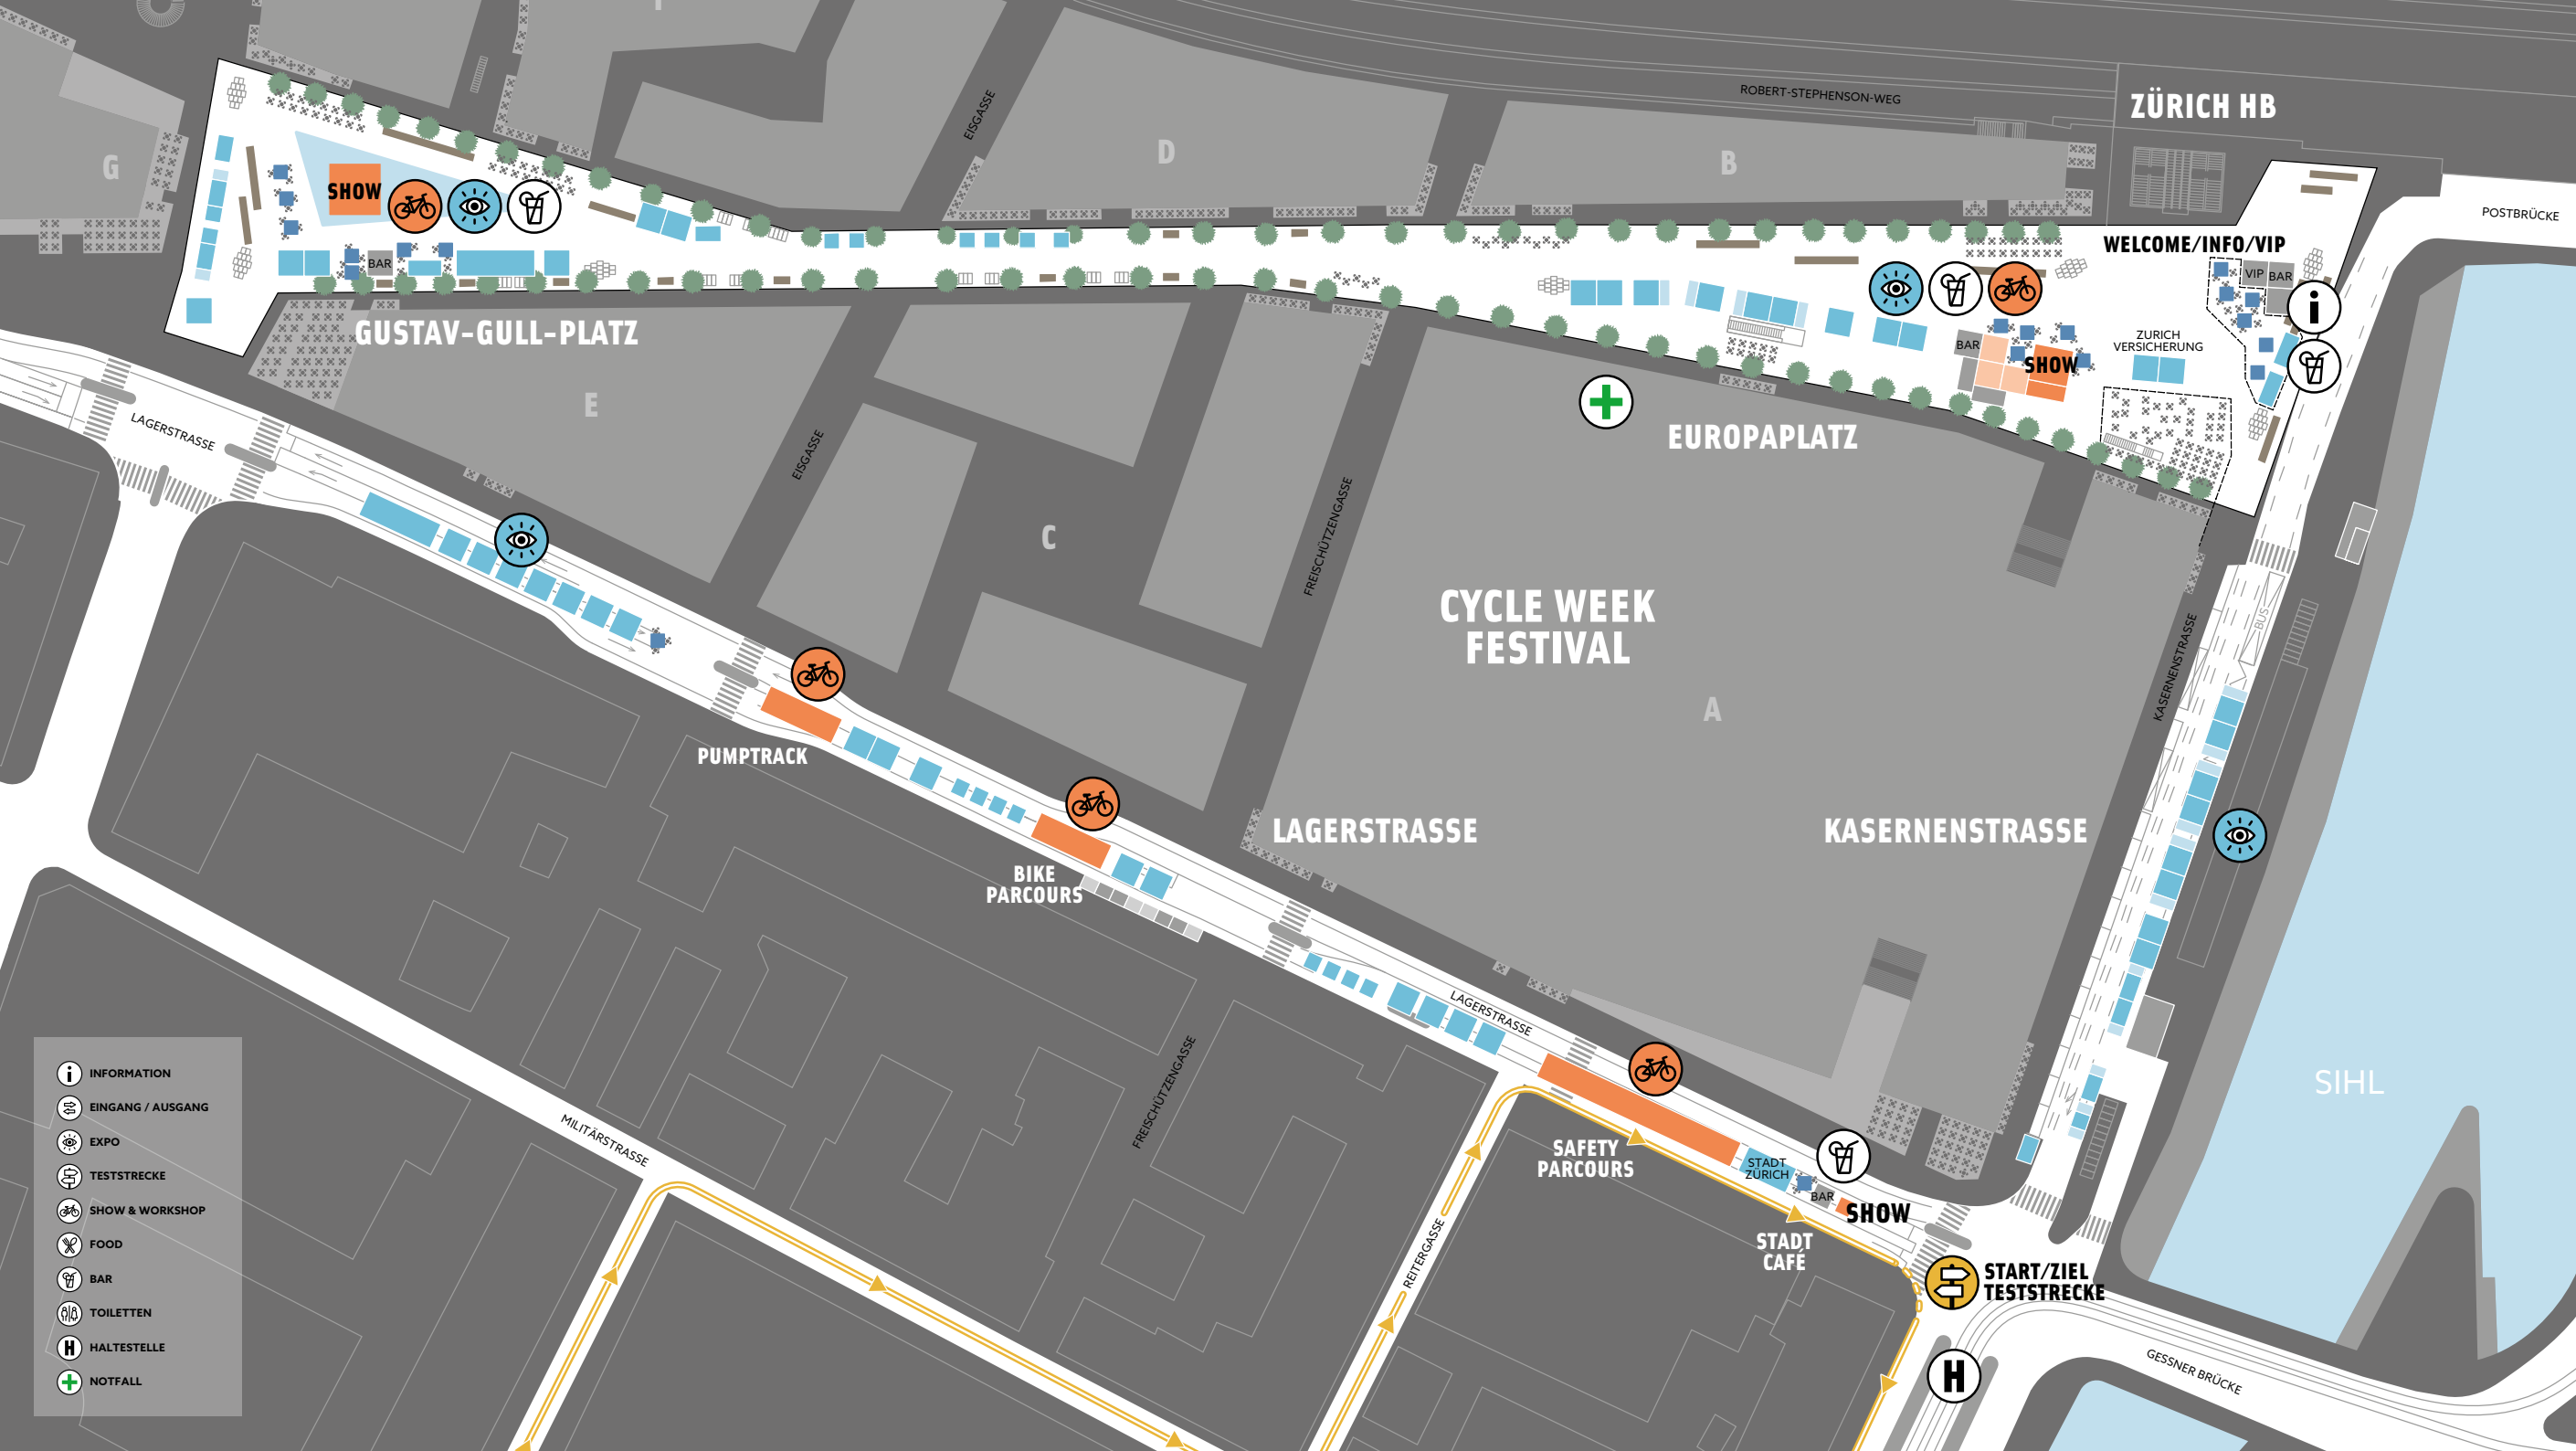 ZÜRICH HB
ROBERT-STEPHENSON-WEG
POSTBRÜCKE
EISGASSE
G
D
B
SHOW
BAR
WELCOME/INFO/VIP
VIP
BAR
ZURICH
VERSICHERUNG
BAR
SHOW
GUSTAV-GULL-PLATZ
E
EUROPAPLATZ
LAGERSTRASSE
EISGASSE
FREISCHÜTZENGASSE
C
CYCLE WEEK
FESTIVAL
A
KASERNENSTRASSE
BUS
PUMPTRACK
BIKE
PARCOURS
LAGERSTRASSE
KASERNENSTRASSE
LAGERSTRASSE
SIHL
FREISCHÜTZENGASSE
MILITÄRSTRASSE
REITERGASSE
SAFETY
PARCOURS
STADT
ZÜRICH
BAR
SHOW
STADT
CAFÉ
START/ZIEL
TESTSTRECKE
GESSNER BRÜCKE
H
i INFORMATION
EINGANG / AUSGANG
EXPO
TESTSTRECKE
SHOW & WORKSHOP
FOOD
BAR
TOILETTEN
H HALTESTELLE
NOTFALL